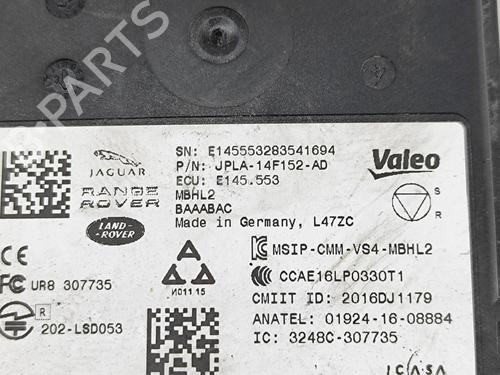 SN: E145553283541694
JAGUAR
P/N: JPLA-14F152-AD
Valeo
ECU: E145.553
RANGE
ROVER
MBHL2
BAAABAC
S
R
LAND-
ROVER
Made in Germany, L47ZC
MSIP-CMM-VS4-MBHL2
CE
CCAE16LP0330T1
FC UR8 307735
И011.15
CMIIT ID: 2016DJ1179
R
202-LSD053
ANATEL: 01924-16-08884
IC: 3248C-307735
ICASA
B-PARTS